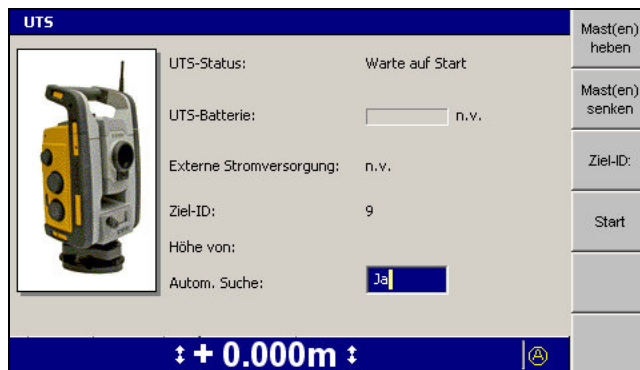 UTS
UTS-Status: Warte auf Start
UTS-Batterie: n.v.
Externe Stromversorgung: n.v.
Ziel-ID: 9
Höhe von:
Autom. Suche: Ja
+ 0.000m
A
Mast(en)
heben
Mast(en)
senken
Ziel-ID:
Start